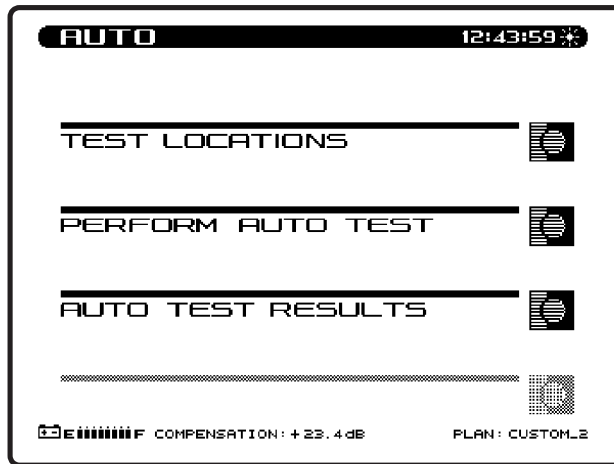 AUTO 12:43:59
TEST LOCATIONS
PERFORM AUTO TEST
AUTO TEST RESULTS
E F COMPENSATION:+23.4dB PLAN: CUSTOM_2